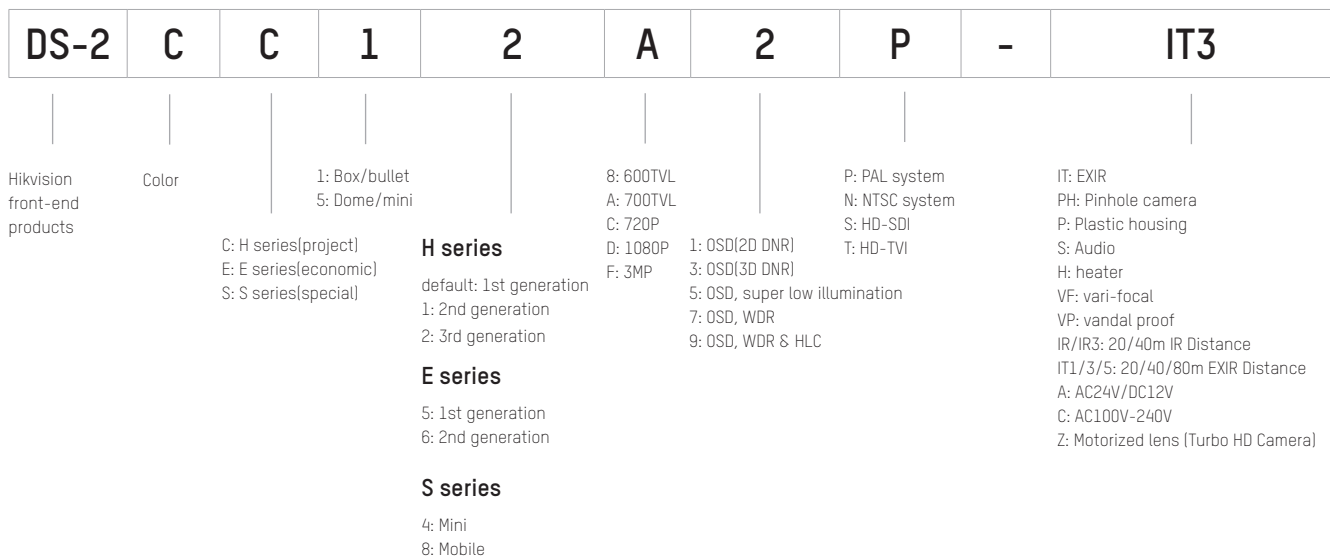 DS-2 C C 1 2 A 2 P - IT3
Hikvision
front-end
products
Color
C: H series(project)
E: E series(economic)
S: S series(special)
1: Box/bullet
5: Dome/mini
H series
default: 1st generation
1: 2nd generation
2: 3rd generation
E series
5: 1st generation
6: 2nd generation
S series
4: Mini
8: Mobile
8: 600TVL
A: 700TVL
C: 720P
D: 1080P
F: 3MP
1: OSD(2D DNR)
3: OSD(3D DNR)
5: OSD, super low illumination
7: OSD, WDR
9: OSD, WDR & HLC
P: PAL system
N: NTSC system
S: HD-SDI
T: HD-TVI
IT: EXIR
PH: Pinhole camera
P: Plastic housing
S: Audio
H: heater
VF: vari-focal
VP: vandal proof
IR/IR3: 20/40m IR Distance
IT1/3/5: 20/40/80m EXIR Distance
A: AC24V/DC12V
C: AC100V-240V
Z: Motorized lens (Turbo HD Camera)